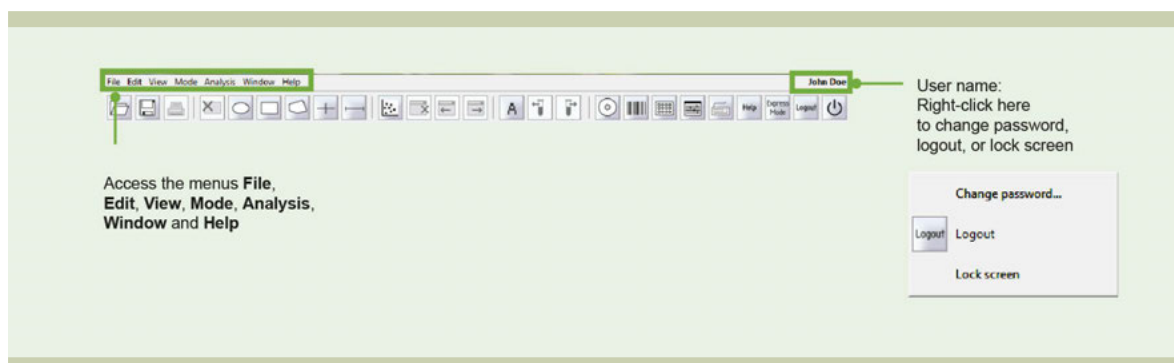 File Edit View Mode Analysis Window Help
John Doe
A
Help
Express Mode
Logout
User name:
Right-click here
to change password,
logout, or lock screen
Access the menus File,
Edit, View, Mode, Analysis,
Window and Help
Change password...
Logout
Logout
Lock screen